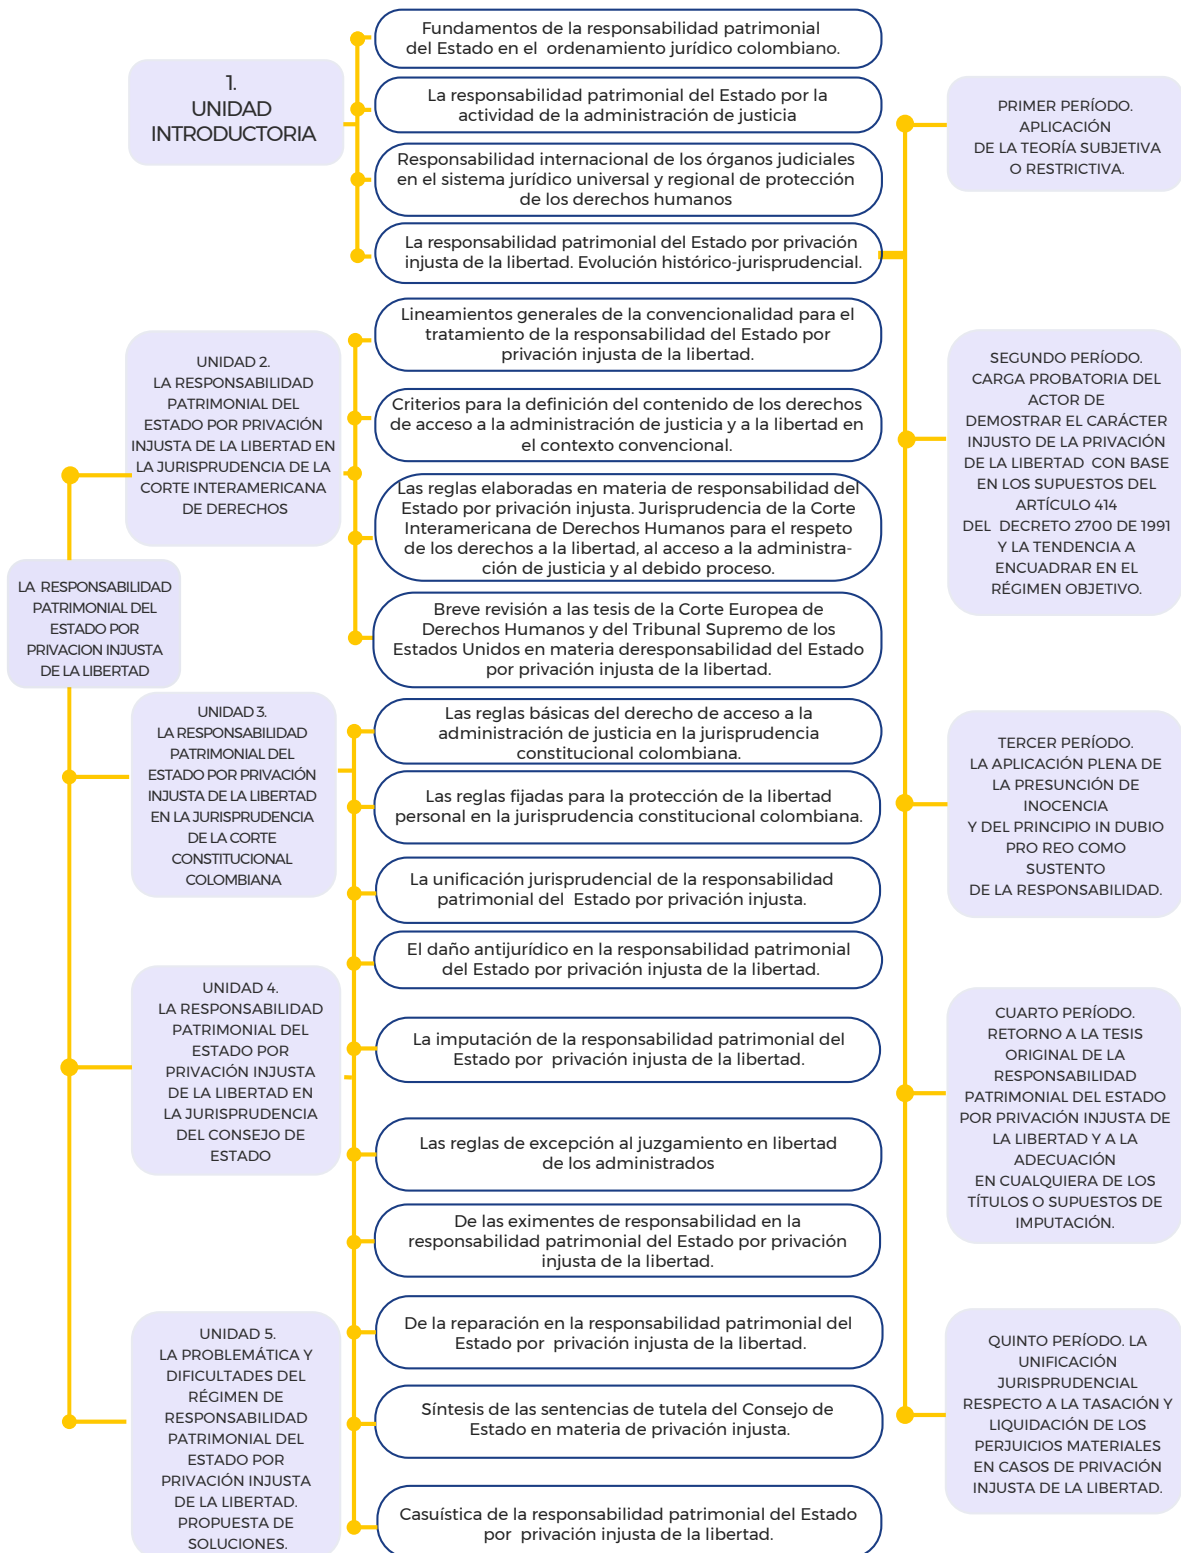 1.
UNIDAD
INTRODUCTORIA
Fundamentos de la responsabilidad patrimonial
del Estado en el ordenamiento jurídico colombiano.
La responsabilidad patrimonial del Estado por la
actividad de la administración de justicia
Responsabilidad internacional de los órganos judiciales
en el sistema jurídico universal y regional de protección
de los derechos humanos
La responsabilidad patrimonial del Estado por privación
injusta de la libertad. Evolución histórico-jurisprudencial.
PRIMER PERÍODO.
APLICACIÓN
DE LA TEORÍA SUBJETIVA
O RESTRICTIVA.
SEGUNDO PERÍODO.
CARGA PROBATORIA DEL
ACTOR DE
DEMOSTRAR EL CARÁCTER
INJUSTO DE LA PRIVACIÓN
DE LA LIBERTAD CON BASE
EN LOS SUPUESTOS DEL
ARTÍCULO 414
DEL DECRETO 2700 DE 1991
Y LA TENDENCIA A
ENCUADRAR EN EL
RÉGIMEN OBJETIVO.
TERCER PERÍODO.
LA APLICACIÓN PLENA DE
LA PRESUNCIÓN DE
INOCENCIA
Y DEL PRINCIPIO IN DUBIO
PRO REO COMO
SUSTENTO
DE LA RESPONSABILIDAD.
CUARTO PERÍODO.
RETORNO A LA TESIS
ORIGINAL DE LA
RESPONSABILIDAD
PATRIMONIAL DEL ESTADO
POR PRIVACIÓN INJUSTA DE
LA LIBERTAD Y A LA
ADECUACIÓN
EN CUALQUIERA DE LOS
TÍTULOS O SUPUESTOS DE
IMPUTACIÓN.
QUINTO PERÍODO. LA
UNIFICACIÓN
JURISPRUDENCIAL
RESPECTO A LA TASACIÓN Y
LIQUIDACIÓN DE LOS
PERJUICIOS MATERIALES
EN CASOS DE PRIVACIÓN
INJUSTA DE LA LIBERTAD.
LA RESPONSABILIDAD
PATRIMONIAL DEL
ESTADO POR
PRIVACION INJUSTA
DE LA LIBERTAD
UNIDAD 2.
LA RESPONSABILIDAD
PATRIMONIAL DEL
ESTADO POR PRIVACIÓN
INJUSTA DE LA LIBERTAD EN
LA JURISPRUDENCIA DE LA
CORTE INTERAMERICANA
DE DERECHOS
Lineamientos generales de la convencionalidad para el
tratamiento de la responsabilidad del Estado por
privación injusta de la libertad.
Criterios para la definición del contenido de los derechos
de acceso a la administración de justicia y a la libertad en
el contexto convencional.
Las reglas elaboradas en materia de responsabilidad del
Estado por privación injusta. Jurisprudencia de la Corte
Interamericana de Derechos Humanos para el respeto
de los derechos a la libertad, al acceso a la administra-
ción de justicia y al debido proceso.
Breve revisión a las tesis de la Corte Europea de
Derechos Humanos y del Tribunal Supremo de los
Estados Unidos en materia deresponsabilidad del Estado
por privación injusta de la libertad.
UNIDAD 3.
LA RESPONSABILIDAD
PATRIMONIAL DEL
ESTADO POR PRIVACIÓN
INJUSTA DE LA LIBERTAD
EN LA JURISPRUDENCIA
DE LA CORTE
CONSTITUCIONAL
COLOMBIANA
Las reglas básicas del derecho de acceso a la
administración de justicia en la jurisprudencia
constitucional colombiana.
Las reglas fijadas para la protección de la libertad
personal en la jurisprudencia constitucional colombiana.
La unificación jurisprudencial de la responsabilidad
patrimonial del Estado por privación injusta.
UNIDAD 4.
LA RESPONSABILIDAD
PATRIMONIAL DEL
ESTADO POR
PRIVACIÓN INJUSTA
DE LA LIBERTAD EN
LA JURISPRUDENCIA
DEL CONSEJO DE
ESTADO
El daño antijurídico en la responsabilidad patrimonial
del Estado por privación injusta de la libertad.
La imputación de la responsabilidad patrimonial del
Estado por privación injusta de la libertad.
Las reglas de excepción al juzgamiento en libertad
de los administrados
De las eximentes de responsabilidad en la
responsabilidad patrimonial del Estado por privación
injusta de la libertad.
De la reparación en la responsabilidad patrimonial del
Estado por privación injusta de la libertad.
Síntesis de las sentencias de tutela del Consejo de
Estado en materia de privación injusta.
Casuística de la responsabilidad patrimonial del Estado
por privación injusta de la libertad.
UNIDAD 5.
LA PROBLEMÁTICA Y
DIFICULTADES DEL
RÉGIMEN DE
RESPONSABILIDAD
PATRIMONIAL DEL
ESTADO POR
PRIVACIÓN INJUSTA
DE LA LIBERTAD.
PROPUESTA DE
SOLUCIONES.